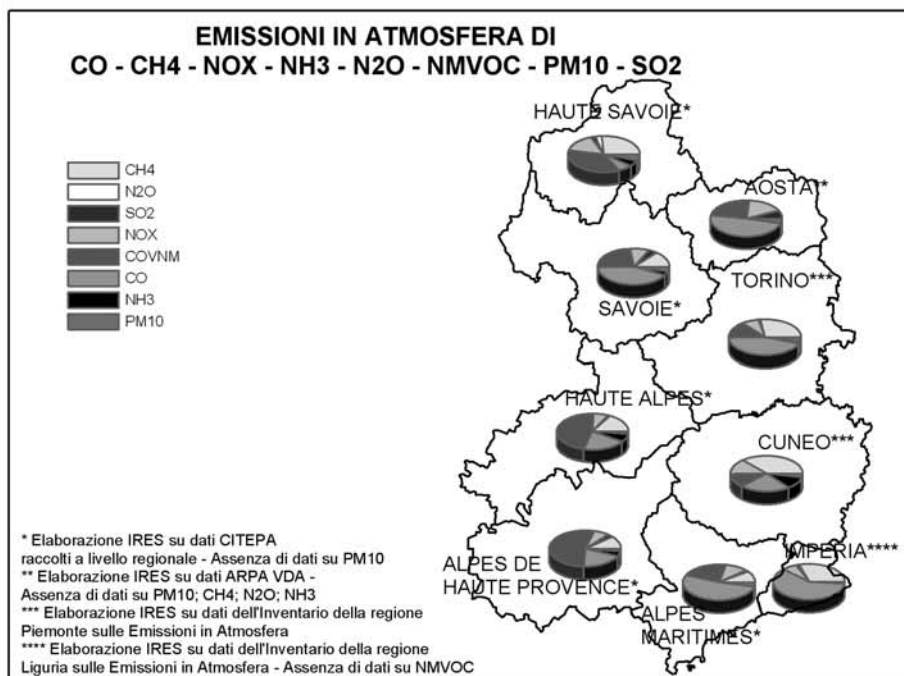 EMISSIONI IN ATMOSFERA DI
CO - CH4 - NOX - NH3 - N2O - NMVOC - PM10 - SO2
HAUTE SAVOIE*
CH4
N2O
SO2
NOX
COVNM
CO
NH3
PM10
AOSTA**
TORINO***
SAVOIE*
HAUTE ALPES*
CUNEO***
IMPERIA****
ALPES DE
HAUTE PROVENCE*
ALPES
MARITIMES*
* Elaborazione IRES su dati CITEPA
raccolti a livello regionale - Assenza di dati su PM10
** Elaborazione IRES su dati ARPA VDA -
Assenza di dati su PM10; CH4; N2O; NH3
*** Elaborazione IRES su dati dell'Inventario della regione
Piemonte sulle Emissioni in Atmosfera
**** Elaborazione IRES su dati dell'Inventario della regione
Liguria sulle Emissioni in Atmosfera - Assenza di dati su NMVOC